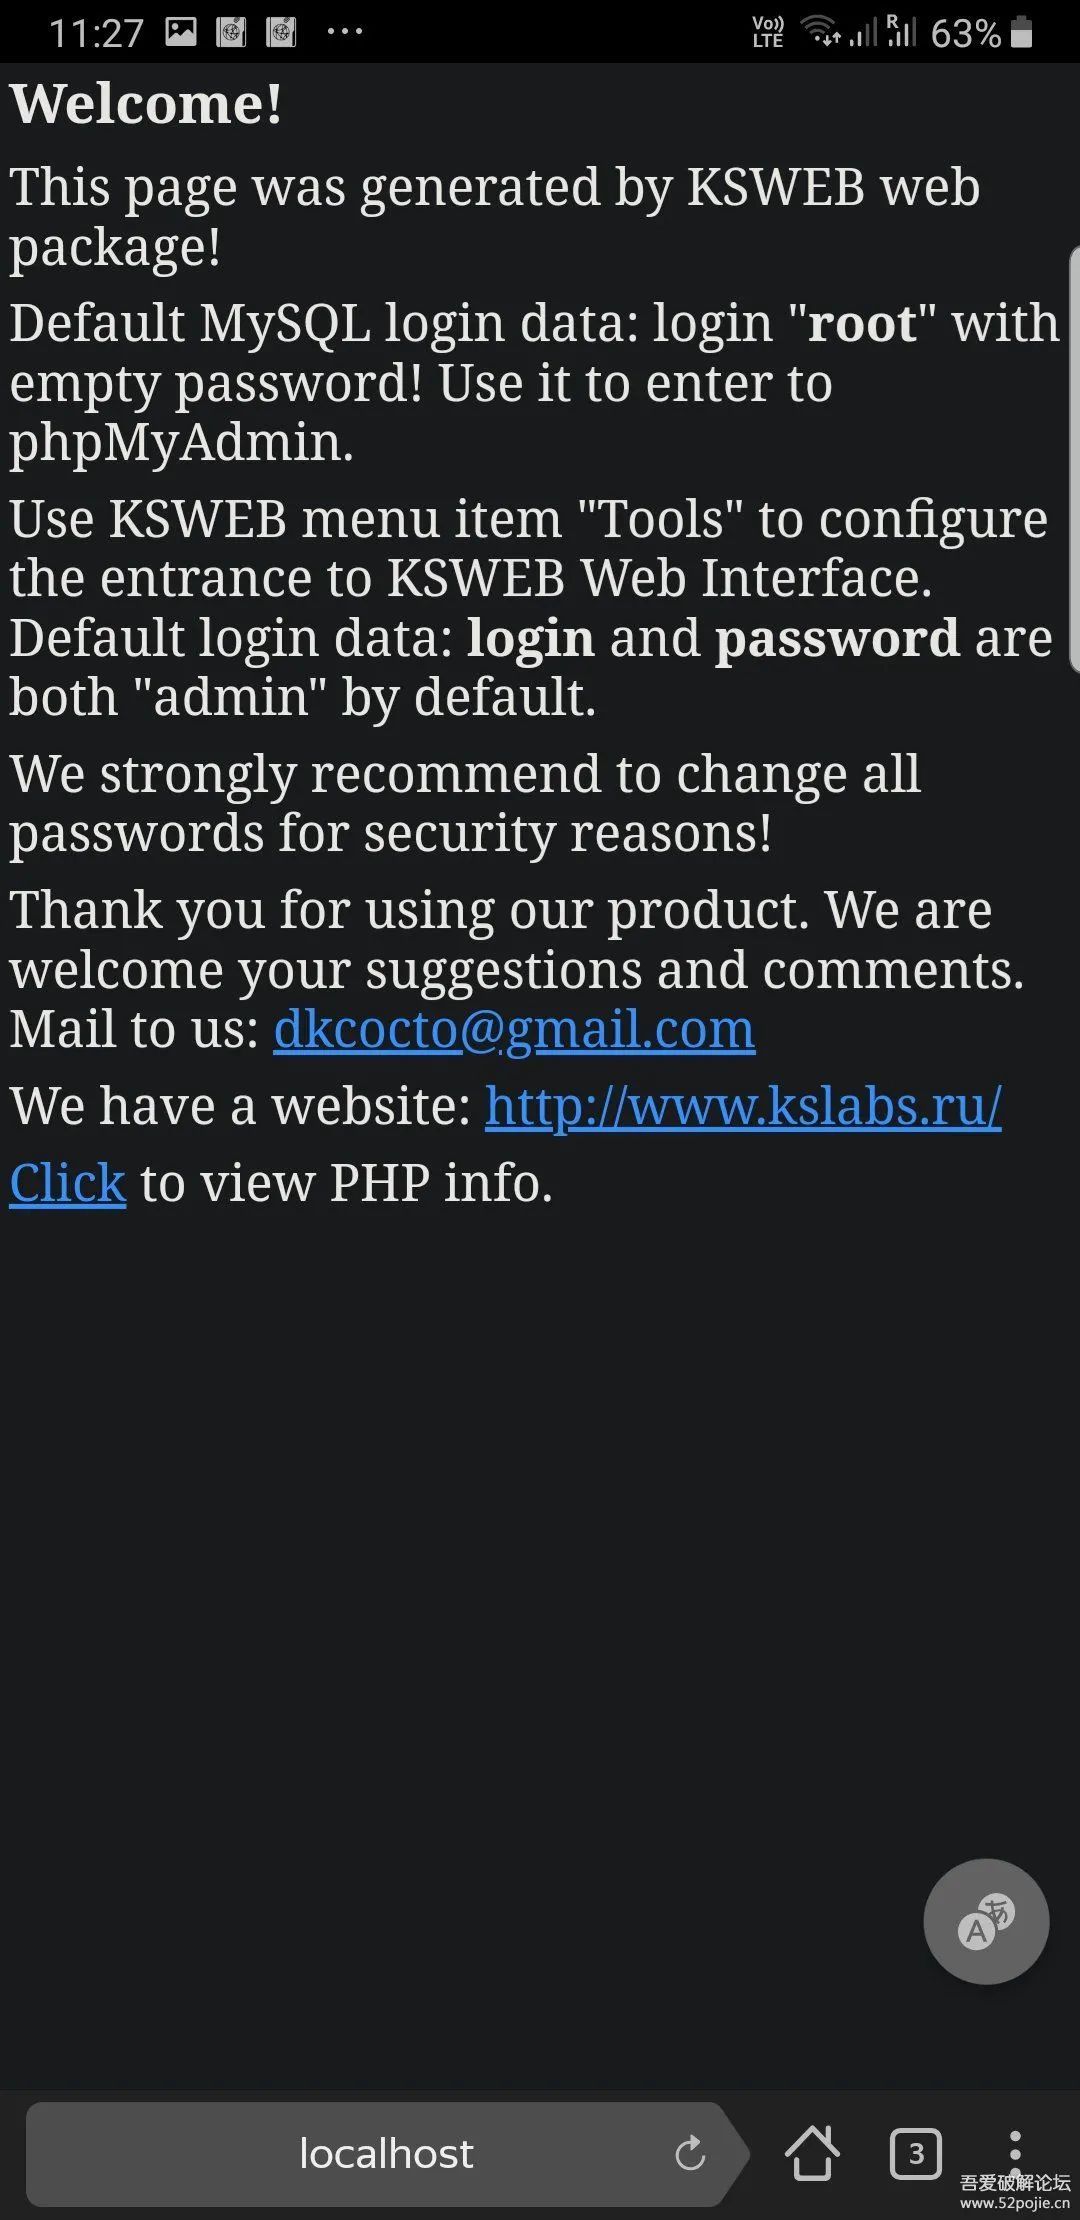 11:27
Vo)) LTE
R
63%
Welcome!
This page was generated by KSWEB web
package!
Default MySQL login data: login "root" with
empty password! Use it to enter to
phpMyAdmin.
Use KSWEB menu item "Tools" to configure
the entrance to KSWEB Web Interface.
Default login data: login and password are
both "admin" by default.
We strongly recommend to change all
passwords for security reasons!
Thank you for using our product. We are
welcome your suggestions and comments.
Mail to us: dkcocto@gmail.com
We have a website: http://www.kslabs.ru/
Click to view PHP info.
A あ
localhost
3
吾爱破解论坛
www.52pojie.cn